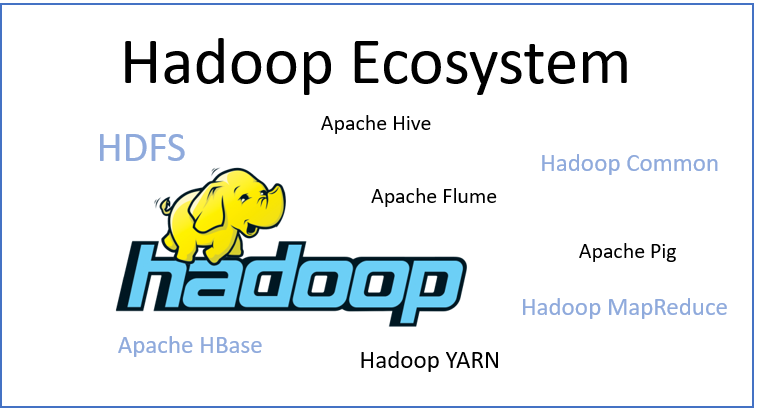 Hadoop Ecosystem
Apache Hive
HDFS
Hadoop Common
Apache Flume
hadoop
Apache Pig
Hadoop MapReduce
Apache HBase
Hadoop YARN